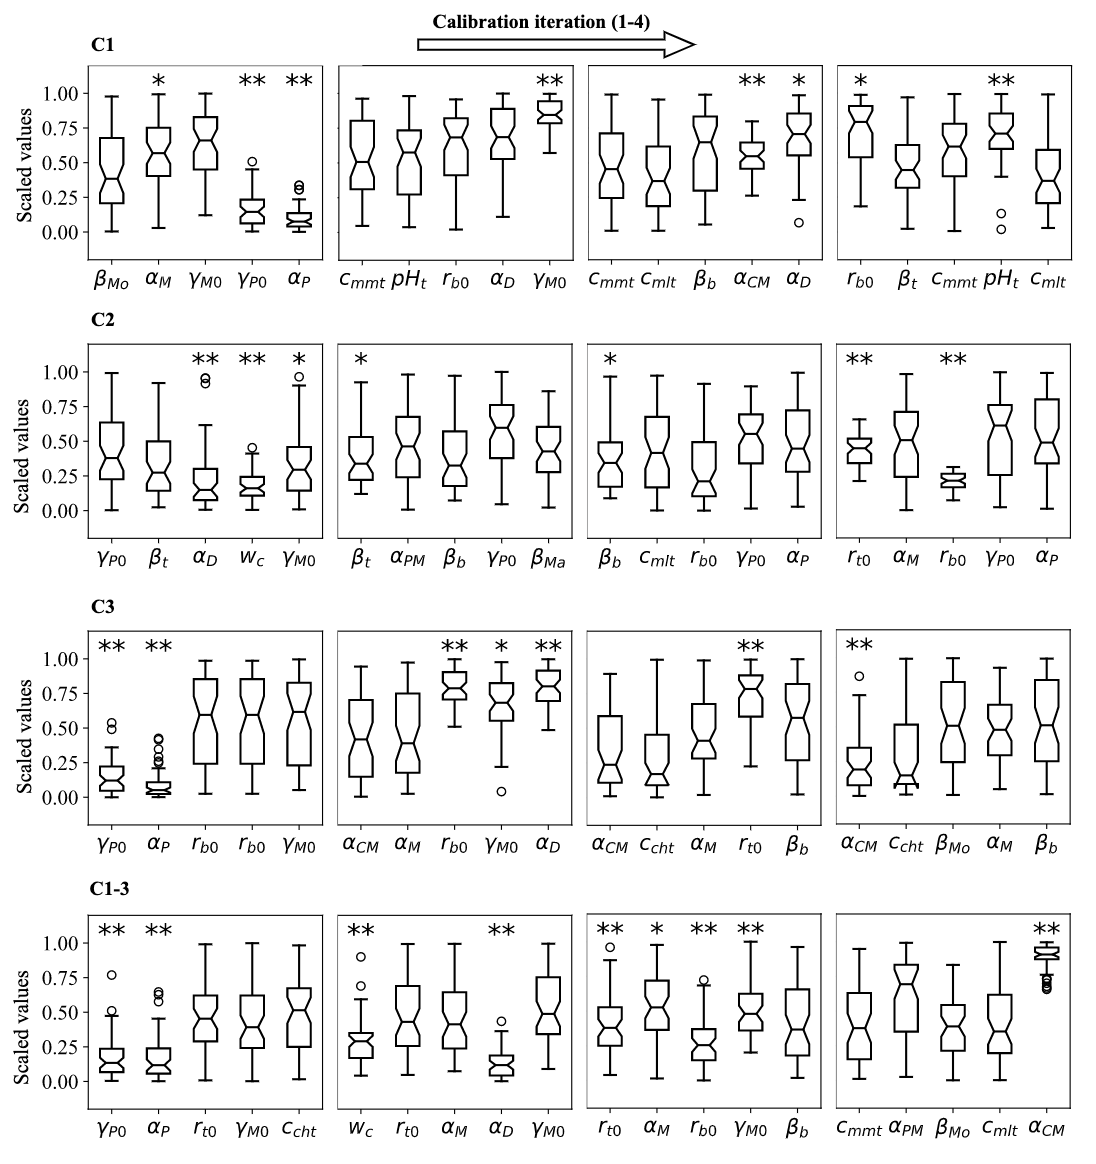 Calibration iteration (1-4)
C1
* ** ** ** ** * * **
Scaled values
1.00
0.75
0.50
0.25
0.00
β_Mo α_M γ_M0 γ_P0 α_P c_mmt pH_t r_b0 α_D γ_M0 c_mmt c_mlt β_b α_CM α_D r_b0 β_t c_mmt pH_t c_mlt
C2
** ** * * * ** **
Scaled values
1.00
0.75
0.50
0.25
0.00
γ_P0 β_t α_D w_c γ_M0 β_t α_PM β_b γ_P0 β_Ma β_b c_mlt r_b0 γ_P0 α_P r_t0 α_M r_b0 γ_P0 α_P
C3
** ** ** * ** ** **
Scaled values
1.00
0.75
0.50
0.25
0.00
γ_P0 α_P r_b0 r_b0 γ_M0 α_CM α_M r_b0 γ_M0 α_D α_CM c_cht α_M r_t0 β_b α_CM c_cht β_Mo α_M β_b
C1-3
** ** ** ** ** * ** ** **
Scaled values
1.00
0.75
0.50
0.25
0.00
γ_P0 α_P r_t0 γ_M0 c_cht w_c r_t0 α_M α_D γ_M0 r_t0 α_M r_b0 γ_M0 β_b c_mmt α_PM β_Mo c_mlt α_CM